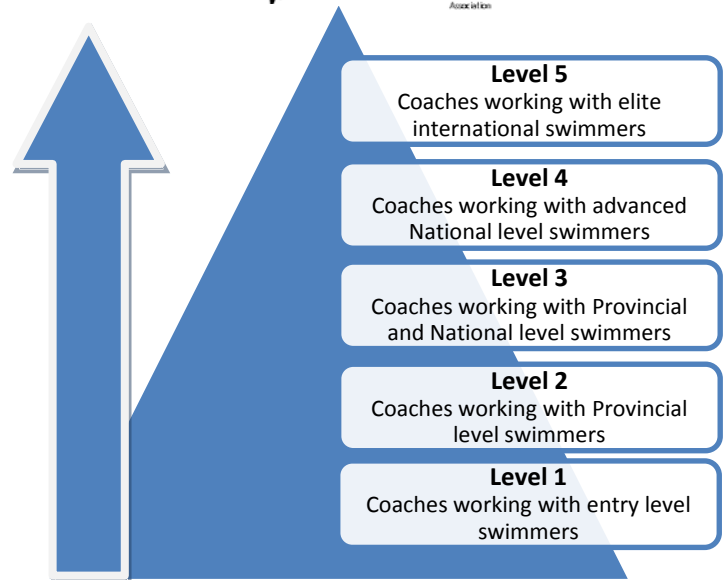 Association
Level 5
Coaches working with elite
international swimmers
Level 4
Coaches working with advanced
National level swimmers
Level 3
Coaches working with Provincial
and National level swimmers
Level 2
Coaches working with Provincial
level swimmers
Level 1
Coaches working with entry level
swimmers